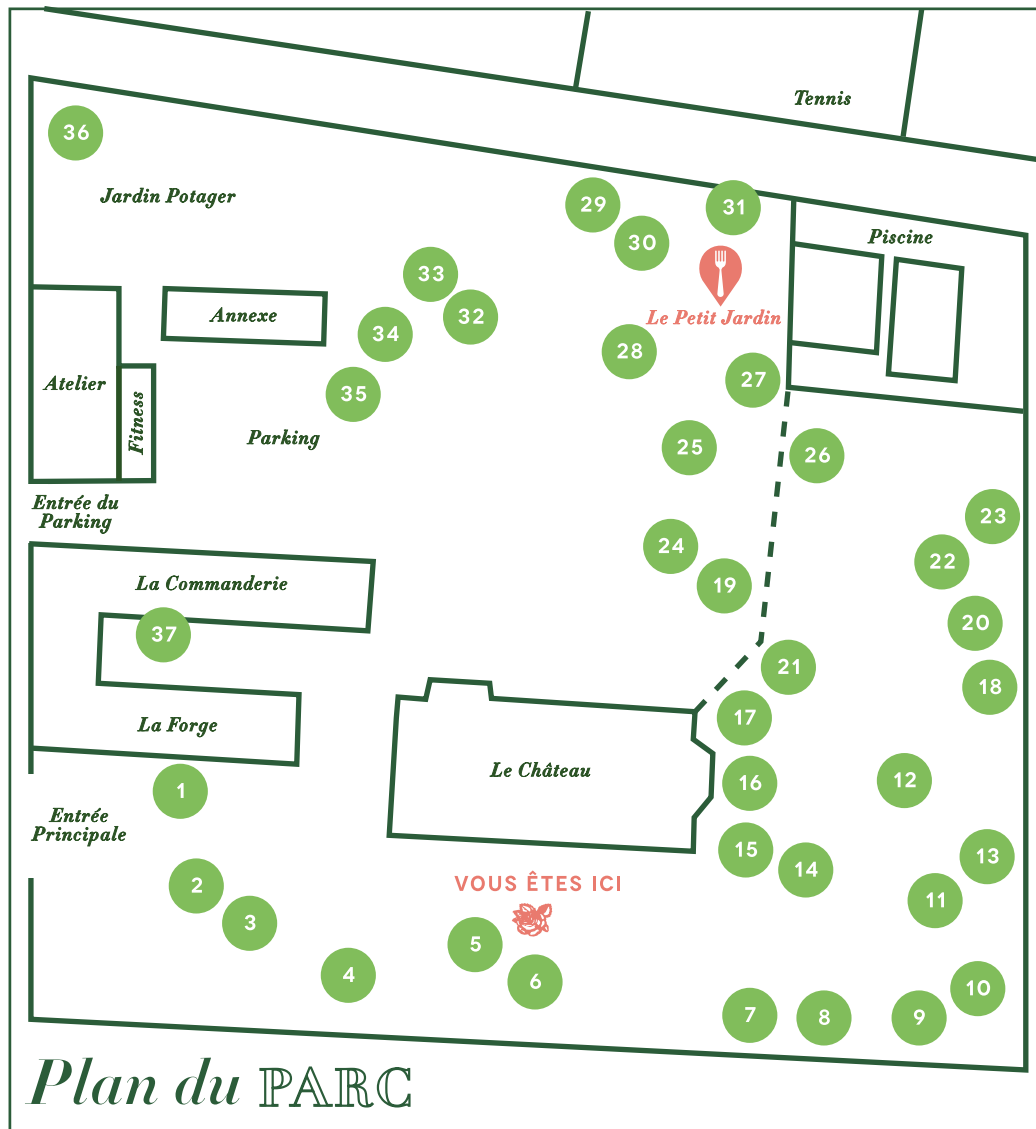 Tennis
36
Jardin Potager
29
31
30
Piscine
33
Annexe
32
Le Petit Jardin
34
28
Atelier
Fitness
27
35
Parking
25
26
Entrée du
Parking
23
24
22
La Commanderie
19
20
37
21
18
La Forge
17
Le Château
16
12
1
Entrée
Principale
15
14
13
VOUS ÊTES ICI
2
11
3
5
4
6
10
7
8
9
Plan du PARC